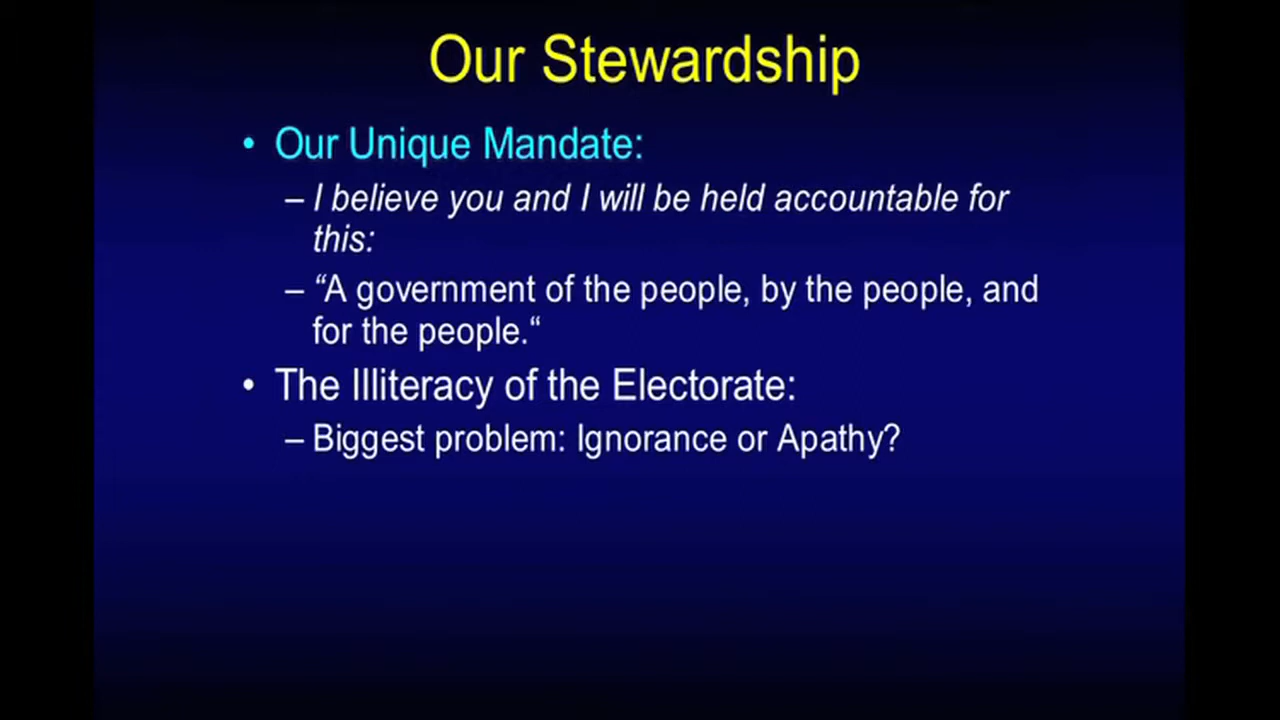 Our Stewardship
• Our Unique Mandate:
– I believe you and I will be held accountable for
this:
– “A government of the people, by the people, and
for the people.“
• The Illiteracy of the Electorate:
– Biggest problem: Ignorance or Apathy?